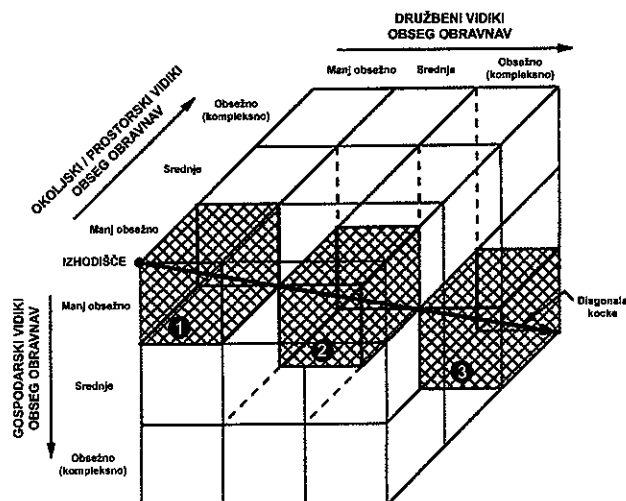 DRUŽBENI VIDIKI
OBSEG OBRAVNAV
Manj obsežno
Srednje
Obsežno
(kompleksno)
OKOLJSKI / PROSTORSKI VIDIKI
OBSEG OBRAVNAV
Obsežno
(kompleksno)
Srednje
Manj obsežno
IZHODIŠČE
GOSPODARSKI VIDIKI
OBSEG OBRAVNAV
Manj obsežno
Srednje
Obsežno
(kompleksno)
1
2
3
Diagonala
kocke